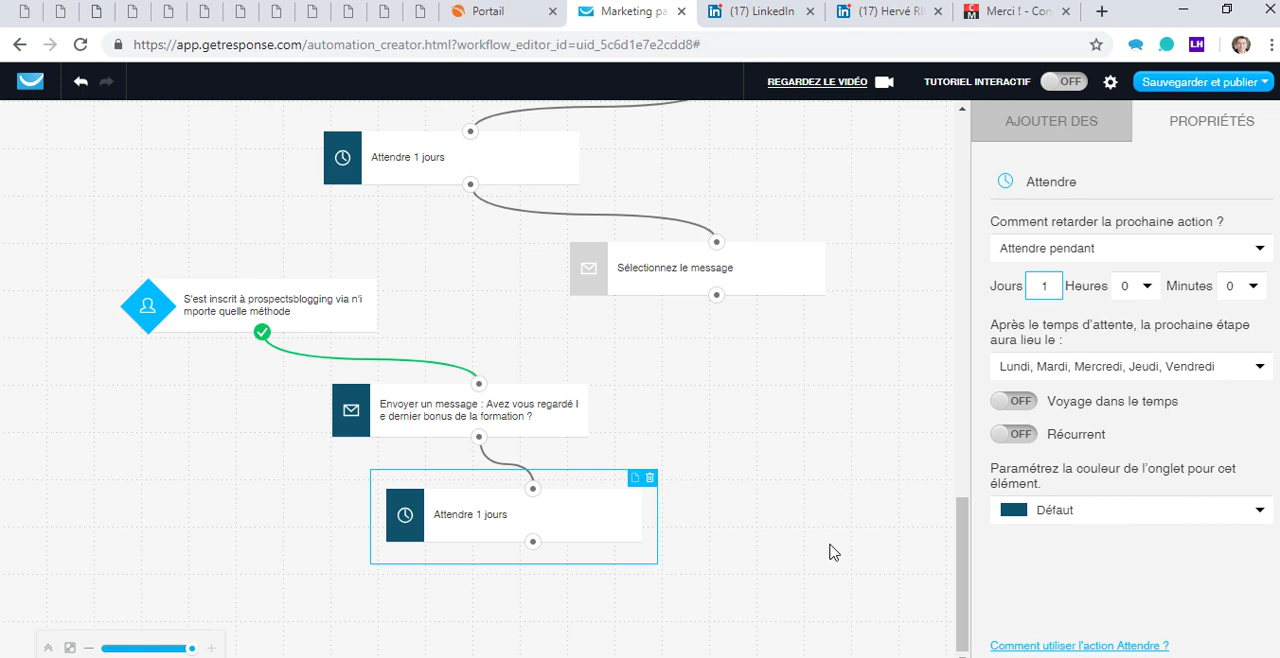 Portail
Marketing pa
(17) LinkedIn
(17) Hervé RI
Merci ! - Con
https://app.getresponse.com/automation_creator.html?workflow_editor_id=uid_5c6d1e7e2cdd8#
LH
REGARDEZ LE VIDÉO
TUTORIEL INTERACTIF
OFF
Sauvegarder et publier
AJOUTER DES
PROPRIÉTÉS
Attendre 1 jours
Sélectionnez le message
S'est inscrit à prospectsblogging via n'i
mporte quelle méthode
Envoyer un message : Avez vous regardé l
e dernier bonus de la formation ?
Attendre 1 jours
Attendre
Comment retarder la prochaine action ?
Attendre pendant
Jours 1 Heures 0 Minutes 0
Après le temps d'attente, la prochaine étape
aura lieu le :
Lundi, Mardi, Mercredi, Jeudi, Vendredi
OFF Voyage dans le temps
OFF Récurrent
Paramétrez la couleur de l'onglet pour cet
élément.
Défaut
Comment utiliser l'action Attendre ?